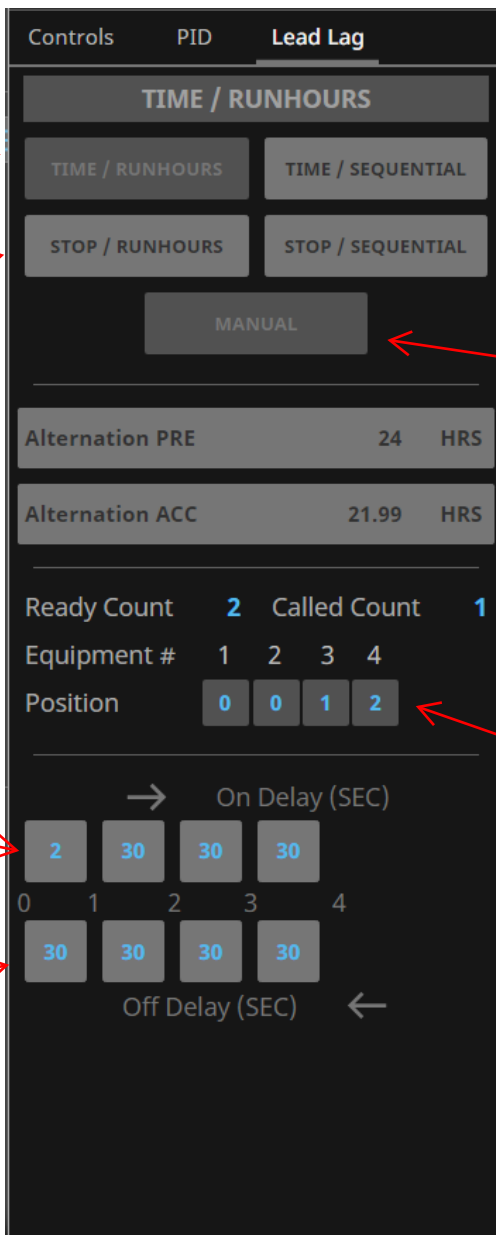 Controls PID Lead Lag
TIME / RUNHOURS
TIME / RUNHOURS TIME / SEQUENTIAL
STOP / RUNHOURS STOP / SEQUENTIAL
MANUAL
Alternation PRE 24 HRS
Alternation ACC 21.99 HRS
Ready Count 2 Called Count 1
Equipment # 1 2 3 4
Position 0 0 1 2
→ On Delay (SEC)
2 30 30 30
0 1 2 3 4
30 30 30 30
Off Delay (SEC) ←